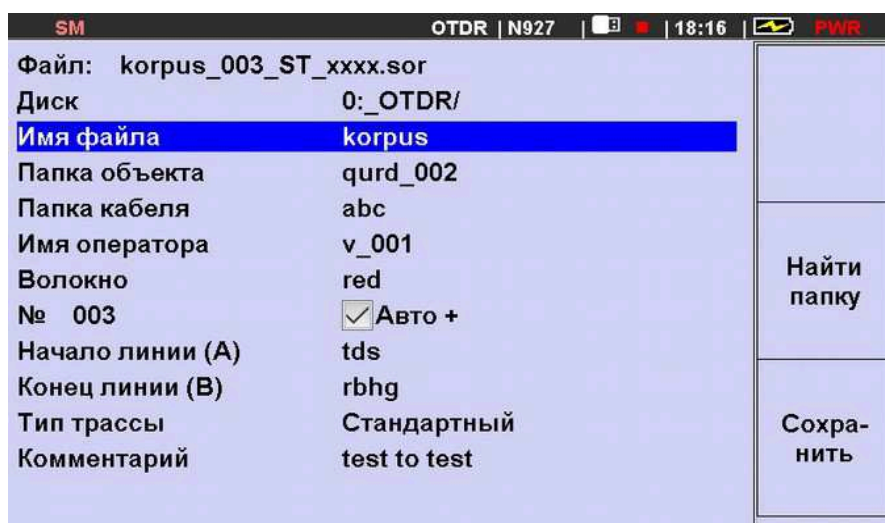 SM OTDR | N927 | | 18:16 | PWR
Файл: korpus_003_ST_xxxx.sor
Диск 0:_OTDR/
Имя файла korpus
Папка объекта qurd_002
Папка кабеля abc
Имя оператора v_001
Волокно red
№ 003 Авто +
Начало линии (A) tds
Конец линии (B) rbhg
Тип трассы Стандартный
Комментарий test to test
Найти
папку
Сохра-
нить